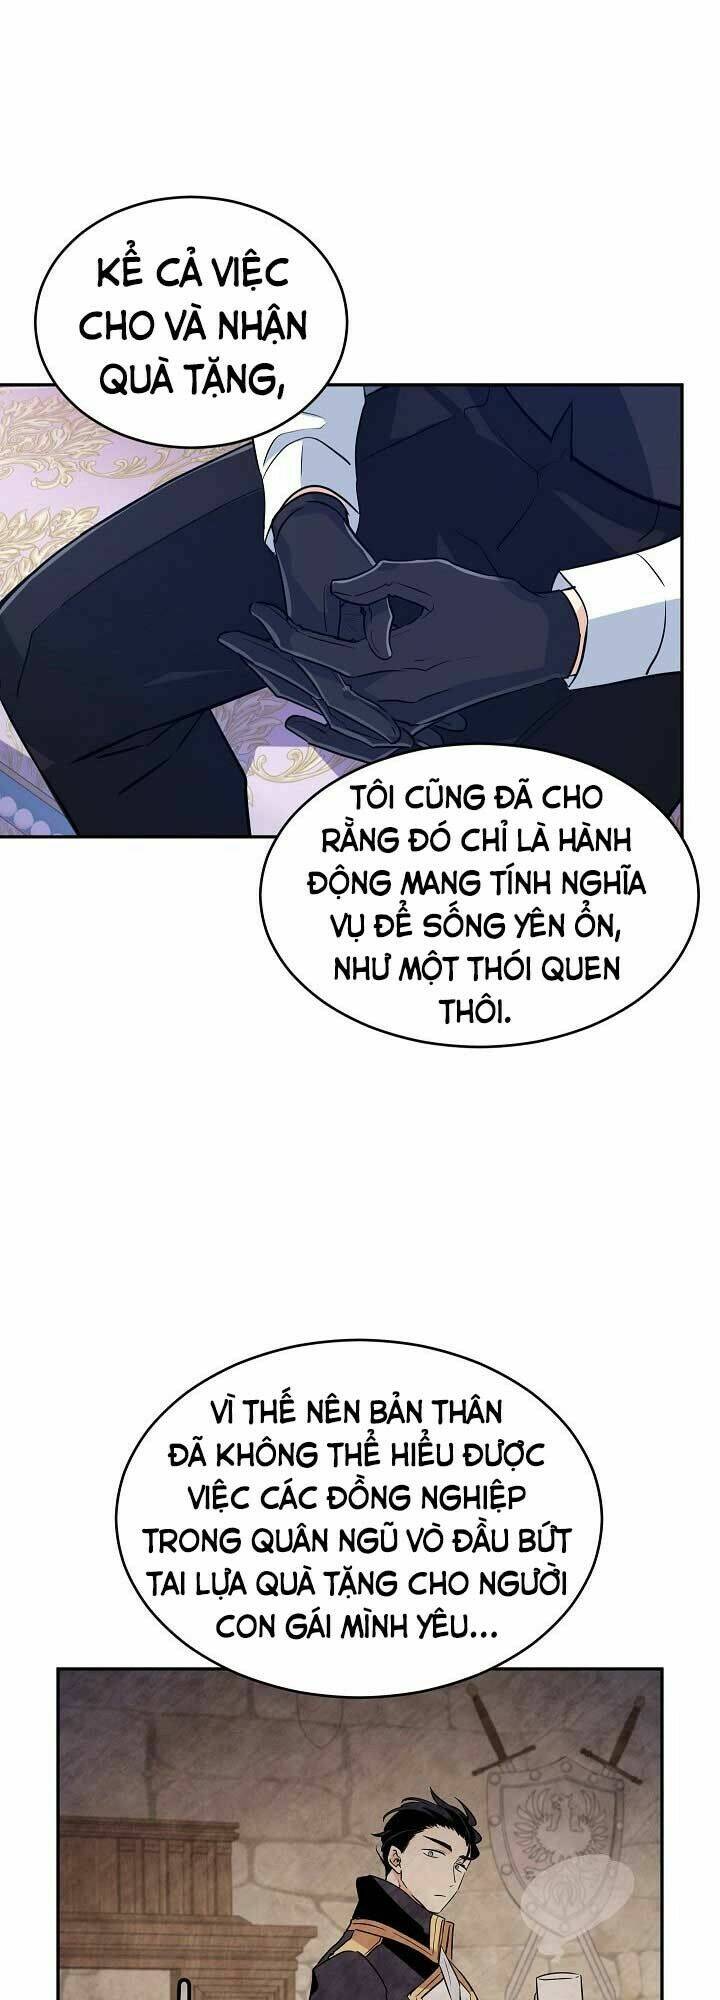 KỂ CẢ VIỆC
CHO VÀ NHẬN
QUÀ TẶNG,
TÔI CŨNG ĐÃ CHO
RẰNG ĐÓ CHỈ LÀ HÀNH
ĐỘNG MANG TÍNH NGHĨA
VỤ ĐỂ SỐNG YÊN ỔN,
NHƯ MỘT THÓI QUEN
THÔI.
VÌ THẾ NÊN BẢN THÂN
ĐÃ KHÔNG THỂ HIỂU ĐƯỢC
VIỆC CÁC ĐỒNG NGHIỆP
TRONG QUÂN NGŨ VÒ ĐẦU BỨT
TAI LỰA QUÀ TẶNG CHO NGƯỜI
CON GÁI MÌNH YÊU...